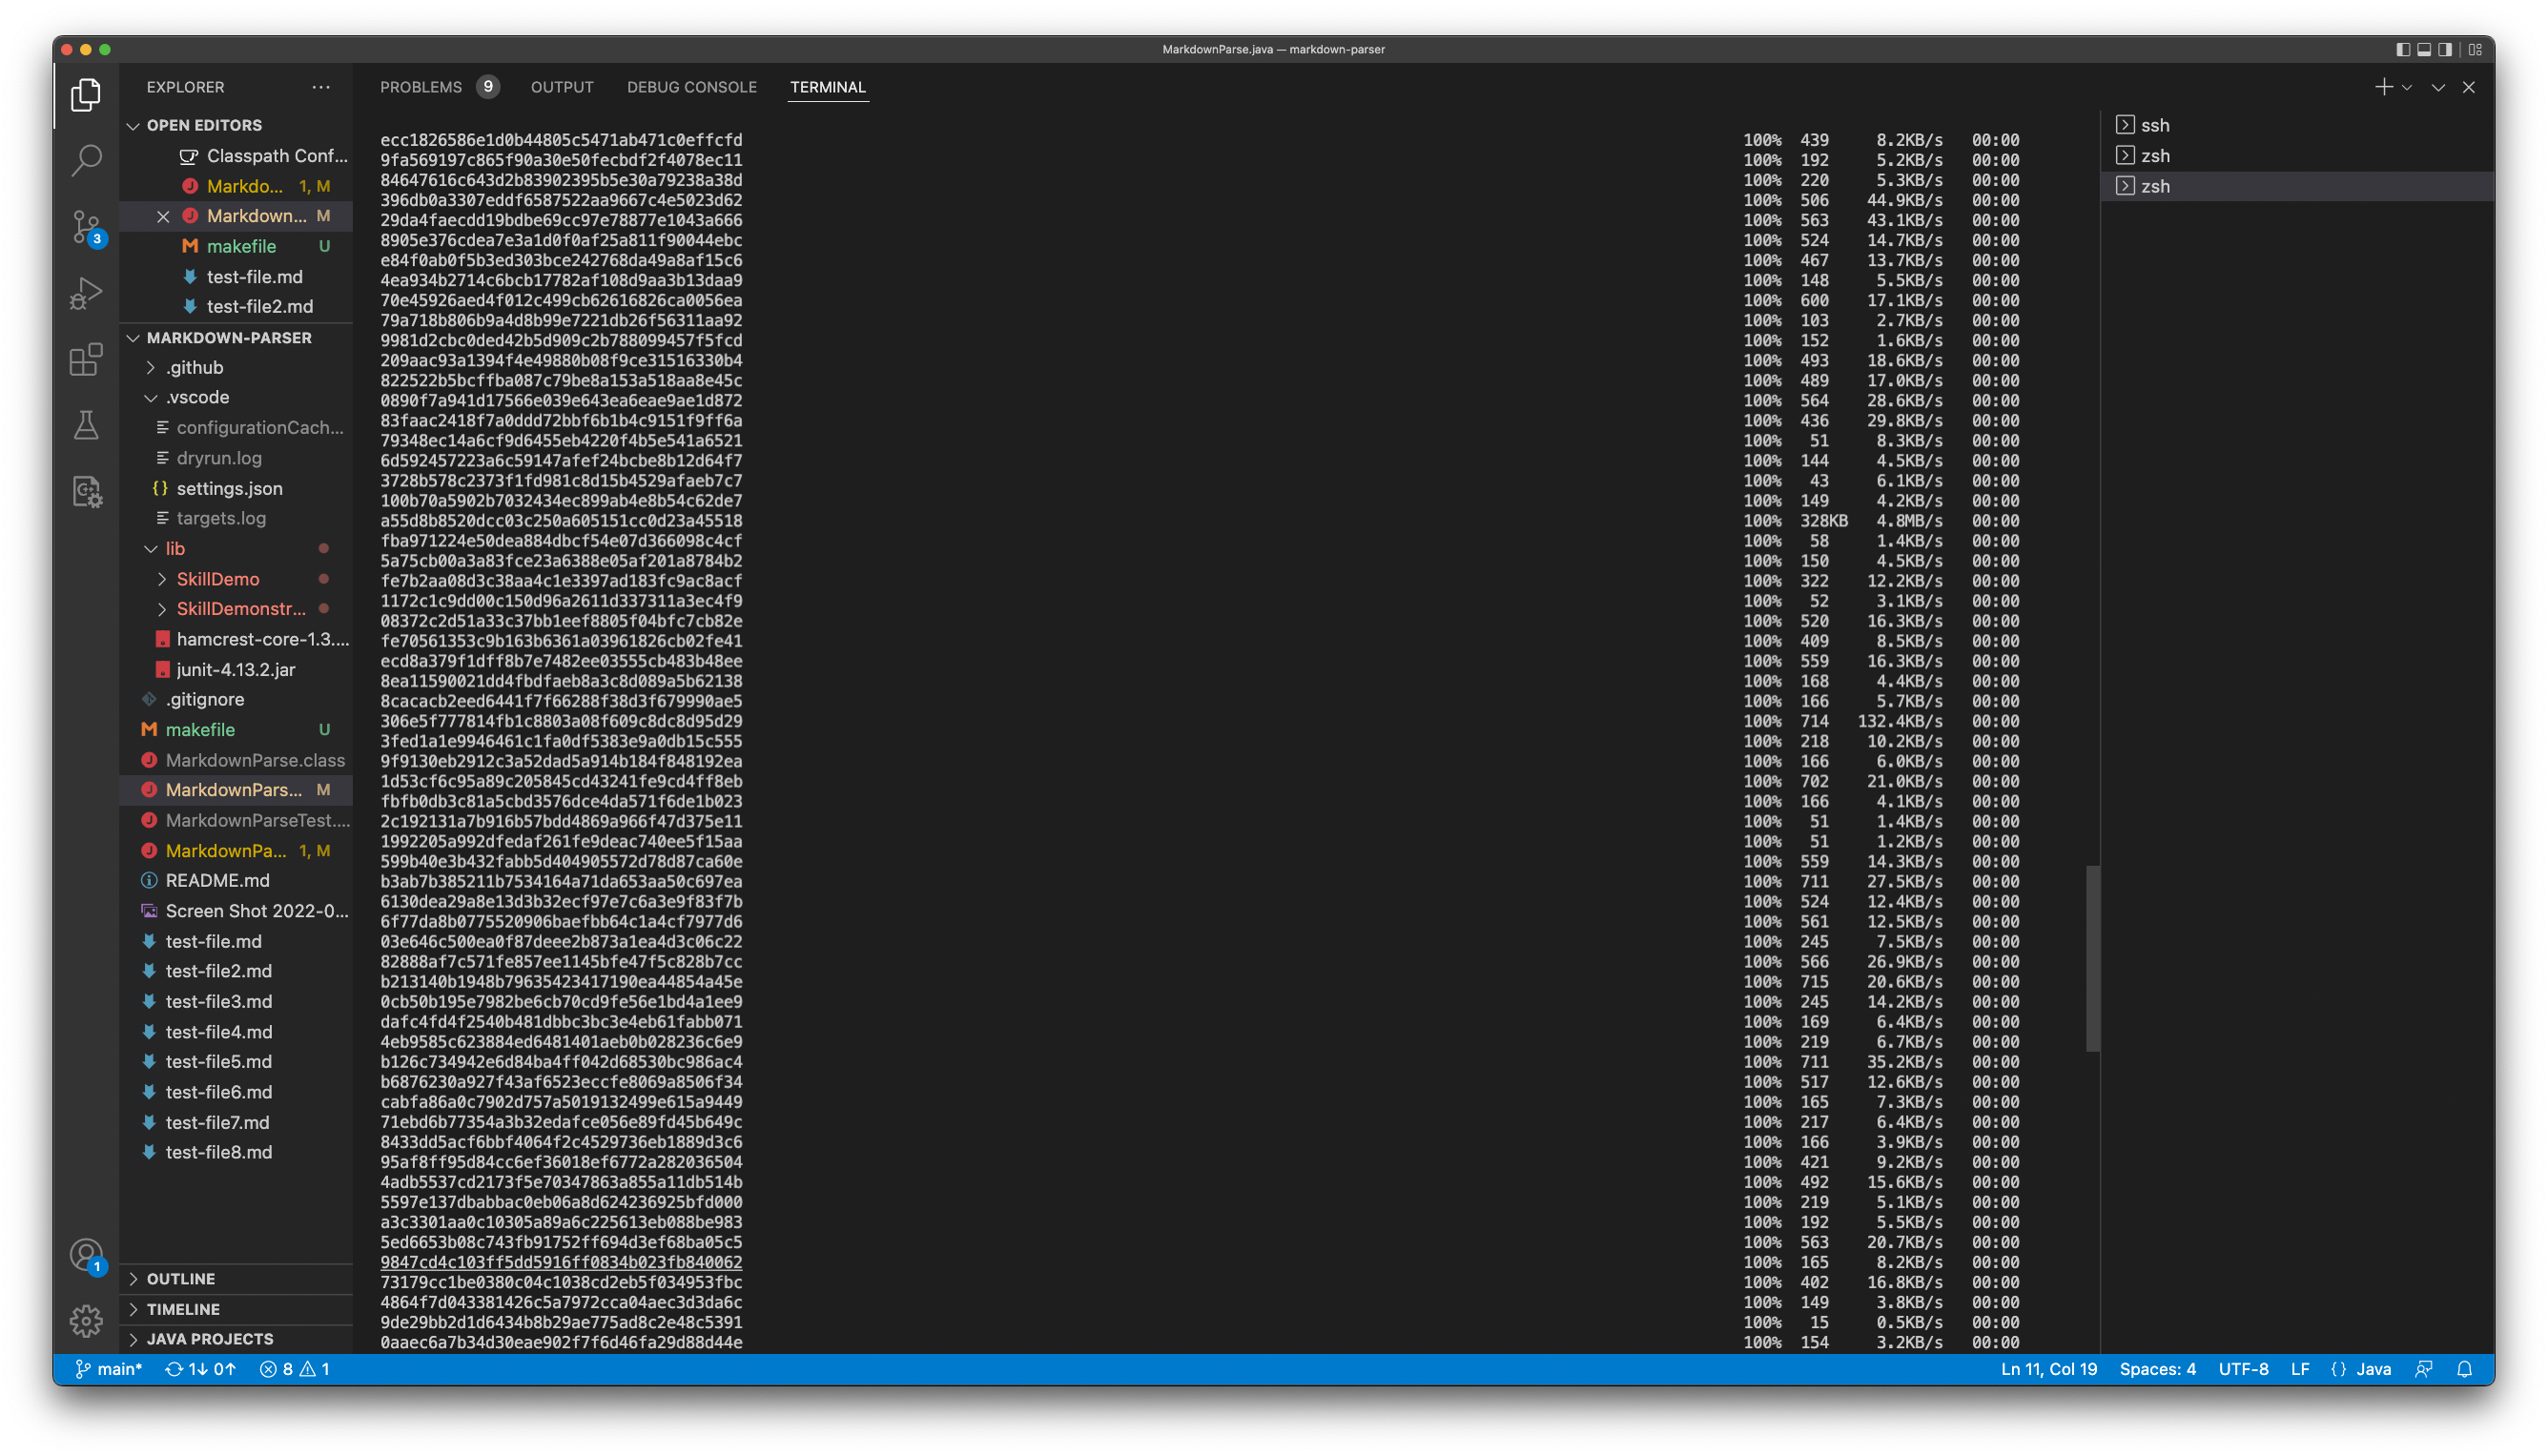 MarkdownParse.java — markdown-parser
EXPLORER
OPEN EDITORS
Classpath Conf...
Markdo... 1, M
Markdown... M
makefile U
test-file.md
test-file2.md
MARKDOWN-PARSER
.github
.vscode
configurationCach...
dryrun.log
settings.json
targets.log
lib
SkillDemo
SkillDemonstr...
hamcrest-core-1.3....
junit-4.13.2.jar
.gitignore
makefile U
MarkdownParse.class
MarkdownPars... M
MarkdownParseTest....
MarkdownPa... 1, M
README.md
Screen Shot 2022-0...
test-file.md
test-file2.md
test-file3.md
test-file4.md
test-file5.md
test-file6.md
test-file7.md
test-file8.md
OUTLINE
TIMELINE
JAVA PROJECTS
3
1
PROBLEMS 9 OUTPUT DEBUG CONSOLE TERMINAL
ecc1826586e1d0b44805c5471ab471c0effcfd 100% 439 8.2KB/s 00:00
9fa569197c865f90a30e50fecbdf2f4078ec11 100% 192 5.2KB/s 00:00
84647616c643d2b83902395b5e30a79238a38d 100% 220 5.3KB/s 00:00
396db0a3307eddf6587522aa9667c4e5023d62 100% 506 44.9KB/s 00:00
29da4faecdd19bdbe69cc97e78877e1043a666 100% 563 43.1KB/s 00:00
8905e376cdea7e3a1d0f0af25a811f90044ebc 100% 524 14.7KB/s 00:00
e84f0ab0f5b3ed303bce242768da49a8af15c6 100% 467 13.7KB/s 00:00
4ea934b2714c6bcb17782af108d9aa3b13daa9 100% 148 5.5KB/s 00:00
70e45926aed4f012c499cb62616826ca0056ea 100% 600 17.1KB/s 00:00
79a718b806b9a4d8b99e7221db26f56311aa92 100% 103 2.7KB/s 00:00
9981d2cbc0ded42b5d909c2b788099457f5fcd 100% 152 1.6KB/s 00:00
209aac93a1394f4e49880b08f9ce31516330b4 100% 493 18.6KB/s 00:00
822522b5bcffba087c79be8a153a518aa8e45c 100% 489 17.0KB/s 00:00
0890f7a941d17566e039e643ea6eae9ae1d872 100% 564 28.6KB/s 00:00
83faac2418f7a0ddd72bbf6b1b4c9151f9ff6a 100% 436 29.8KB/s 00:00
79348ec14a6cf9d6455eb4220f4b5e541a6521 100% 51 8.3KB/s 00:00
6d592457223a6c59147afef24bcbe8b12d64f7 100% 144 4.5KB/s 00:00
3728b578c2373f1fd981c8d15b4529afaeb7c7 100% 43 6.1KB/s 00:00
100b70a5902b7032434ec899ab4e8b54c62de7 100% 149 4.2KB/s 00:00
a55d8b8520dcc03c250a605151cc0d23a45518 100% 328KB 4.8MB/s 00:00
fba971224e50dea884dbcf54e07d366098c4cf 100% 58 1.4KB/s 00:00
5a75cb00a3a83fce23a6388e05af201a8784b2 100% 150 4.5KB/s 00:00
fe7b2aa08d3c38aa4c1e3397ad183fc9ac8acf 100% 322 12.2KB/s 00:00
1172c1c9dd00c150d96a2611d337311a3ec4f9 100% 52 3.1KB/s 00:00
08372c2d51a33c37bb1eef8805f04bfc7cb82e 100% 520 16.3KB/s 00:00
fe70561353c9b163b6361a03961826cb02fe41 100% 409 8.5KB/s 00:00
ecd8a379f1dff8b7e7482ee03555cb483b48ee 100% 559 16.3KB/s 00:00
8ea11590021dd4fbdfaeb8a3c8d089a5b62138 100% 168 4.4KB/s 00:00
8cacacb2eed6441f7f66288f38d3f679990ae5 100% 166 5.7KB/s 00:00
306e5f777814fb1c8803a08f609c8dc8d95d29 100% 714 132.4KB/s 00:00
3fed1a1e9946461c1fa0df5383e9a0db15c555 100% 218 10.2KB/s 00:00
9f9130eb2912c3a52dad5a914b184f848192ea 100% 166 6.0KB/s 00:00
1d53cf6c95a89c205845cd43241fe9cd4ff8eb 100% 702 21.0KB/s 00:00
fbfb0db3c81a5cbd3576dce4da571f6de1b023 100% 166 4.1KB/s 00:00
2c192131a7b916b57bdd4869a966f47d375e11 100% 51 1.4KB/s 00:00
1992205a992dfedaf261fe9deac740ee5f15aa 100% 51 1.2KB/s 00:00
599b40e3b432fabb5d404905572d78d87ca60e 100% 559 14.3KB/s 00:00
b3ab7b385211b7534164a71da653aa50c697ea 100% 711 27.5KB/s 00:00
6130dea29a8e13d3b32ecf97e7c6a3e9f83f7b 100% 524 12.4KB/s 00:00
6f77da8b0775520906baefbb64c1a4cf7977d6 100% 561 12.5KB/s 00:00
03e646c500ea0f87deee2b873a1ea4d3c06c22 100% 245 7.5KB/s 00:00
82888af7c571fe857ee1145bfe47f5c828b7cc 100% 566 26.9KB/s 00:00
b213140b1948b79635423417190ea44854a45e 100% 715 20.6KB/s 00:00
0cb50b195e7982be6cb70cd9fe56e1bd4a1ee9 100% 245 14.2KB/s 00:00
dafc4fd4f2540b481dbbc3bc3e4eb61fabb071 100% 169 6.4KB/s 00:00
4eb9585c623884ed6481401aeb0b028236c6e9 100% 219 6.7KB/s 00:00
b126c734942e6d84ba4ff042d68530bc986ac4 100% 711 35.2KB/s 00:00
b6876230a927f43af6523eccfe8069a8506f34 100% 517 12.6KB/s 00:00
cabfa86a0c7902d757a5019132499e615a9449 100% 165 7.3KB/s 00:00
71ebd6b77354a3b32edafce056e89fd45b649c 100% 217 6.4KB/s 00:00
8433dd5acf6bbf4064f2c4529736eb1889d3c6 100% 166 3.9KB/s 00:00
95af8ff95d84cc6ef36018ef6772a282036504 100% 421 9.2KB/s 00:00
4adb5537cd2173f5e70347863a855a11db514b 100% 492 15.6KB/s 00:00
5597e137dbabbac0eb06a8d624236925bfd000 100% 219 5.1KB/s 00:00
a3c3301aa0c10305a89a6c225613eb088be983 100% 192 5.5KB/s 00:00
5ed6653b08c743fb91752ff694d3ef68ba05c5 100% 563 20.7KB/s 00:00
9847cd4c103ff5dd5916ff0834b023fb840062 100% 165 8.2KB/s 00:00
73179cc1be0380c04c1038cd2eb5f034953fbc 100% 402 16.8KB/s 00:00
4864f7d043381426c5a7972cca04aec3d3da6c 100% 149 3.8KB/s 00:00
9de29bb2d1d6434b8b29ae775ad8c2e48c5391 100% 15 0.5KB/s 00:00
0aaec6a7b34d30eae902f7f6d46fa29d88d44e 100% 154 3.2KB/s 00:00
ssh
zsh
zsh
main* 1↓ 0↑ 8 1
Ln 11, Col 19 Spaces: 4 UTF-8 LF {} Java